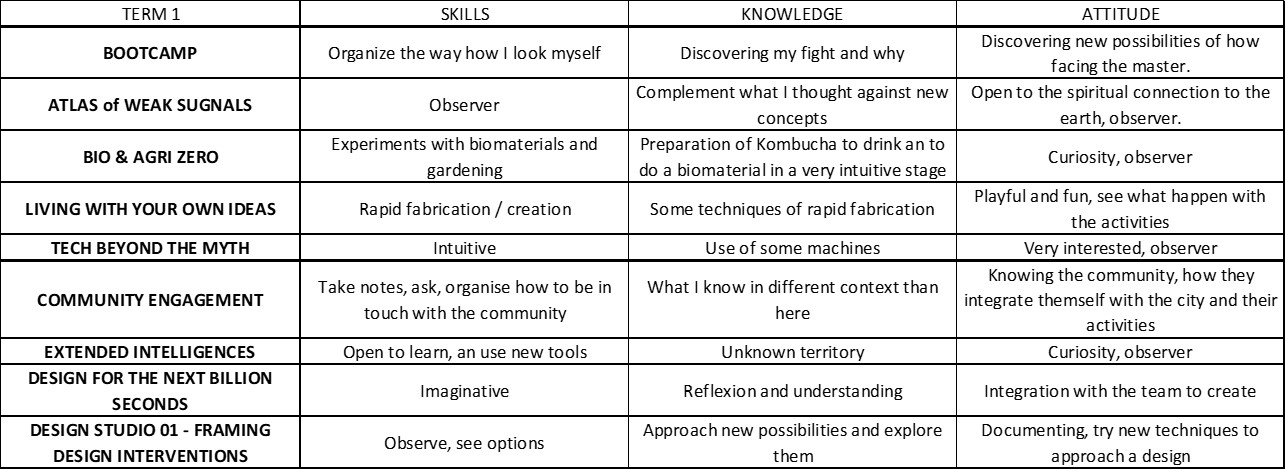 TERM 1 SKILLS KNOWLEDGE ATTITUDE
BOOTCAMP Organize the way how I look myself Discovering my fight and why Discovering new possibilities of how
facing the master.
ATLAS of WEAK SUGNALS Observer Complement what I thought against new
concepts Open to the spiritual connection to the
earth, observer.
BIO & AGRI ZERO Experiments with biomaterials and
gardening Preparation of Kombucha to drink an to
do a biomaterial in a very intuitive stage Curiosity, observer
LIVING WITH YOUR OWN IDEAS Rapid fabrication / creation Some techniques of rapid fabrication Playful and fun, see what happen with
the activities
TECH BEYOND THE MYTH Intuitive Use of some machines Very interested, observer
COMMUNITY ENGAGEMENT Take notes, ask, organise how to be in
touch with the community What I know in different context than
here Knowing the community, how they
integrate themself with the city and their
activities
EXTENDED INTELLIGENCES Open to learn, an use new tools Unknown territory Curiosity, observer
DESIGN FOR THE NEXT BILLION
SECONDS Imaginative Reflexion and understanding Integration with the team to create
DESIGN STUDIO 01 - FRAMING
DESIGN INTERVENTIONS Observe, see options Approach new possibilities and explore
them Documenting, try new techniques to
approach a design